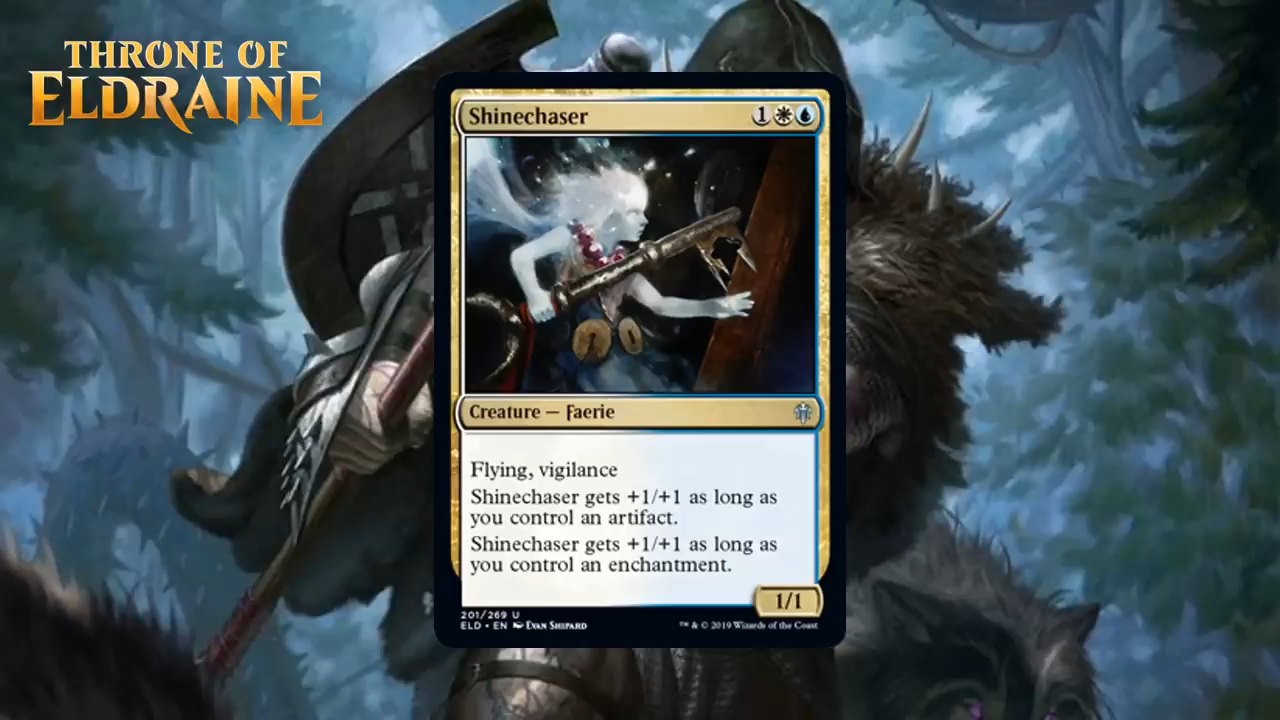 THRONE OF
ELDRAINE
Shinechaser
1
Creature — Faerie
Flying, vigilance
Shinechaser gets +1/+1 as long as
you control an artifact.
Shinechaser gets +1/+1 as long as
you control an enchantment.
1/1
201/269 U
ELD • EN Evan Shipard
™ & © 2019 Wizards of the Coast